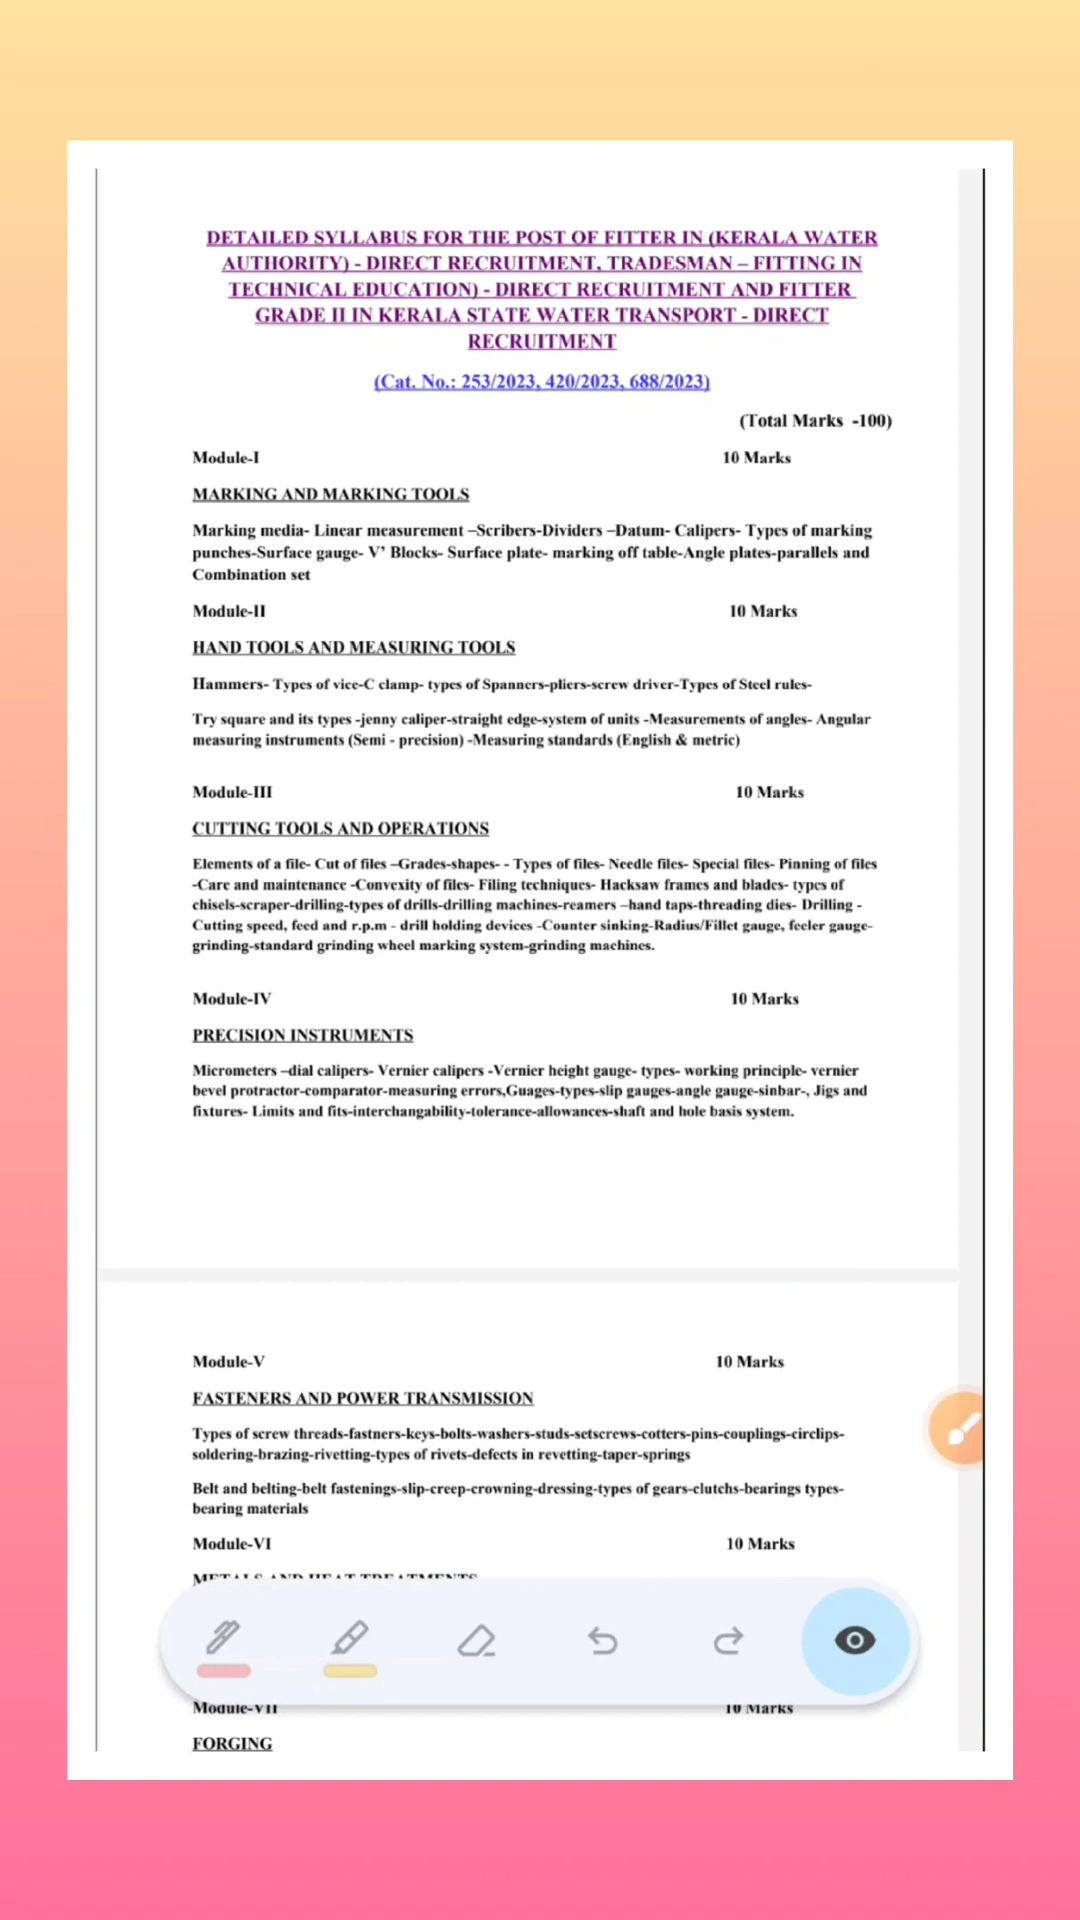 DETAILED SYLLABUS FOR THE POST OF FITTER IN (KERALA WATER
AUTHORITY) - DIRECT RECRUITMENT, TRADESMAN – FITTING IN
TECHNICAL EDUCATION) - DIRECT RECRUITMENT AND FITTER
GRADE II IN KERALA STATE WATER TRANSPORT - DIRECT
RECRUITMENT
(Cat. No.: 253/2023, 420/2023, 688/2023)
(Total Marks -100)
Module-I 10 Marks
MARKING AND MARKING TOOLS
Marking media- Linear measurement –Scribers-Dividers –Datum- Calipers- Types of marking
punches-Surface gauge- V’ Blocks- Surface plate- marking off table-Angle plates-parallels and
Combination set
Module-II 10 Marks
HAND TOOLS AND MEASURING TOOLS
Hammers- Types of vice-C clamp- types of Spanners-pliers-screw driver-Types of Steel rules-
Try square and its types -jenny caliper-straight edge-system of units -Measurements of angles- Angular
measuring instruments (Semi - precision) -Measuring standards (English & metric)
Module-III 10 Marks
CUTTING TOOLS AND OPERATIONS
Elements of a file- Cut of files –Grades-shapes- - Types of files- Needle files- Special files- Pinning of files
-Care and maintenance -Convexity of files- Filing techniques- Hacksaw frames and blades- types of
chisels-scraper-drilling-types of drills-drilling machines-reamers –hand taps-threading dies- Drilling -
Cutting speed, feed and r.p.m - drill holding devices -Counter sinking-Radius/Fillet gauge, feeler gauge-
grinding-standard grinding wheel marking system-grinding machines.
Module-IV 10 Marks
PRECISION INSTRUMENTS
Micrometers –dial calipers- Vernier calipers -Vernier height gauge- types- working principle- vernier
bevel protractor-comparator-measuring errors,Guages-types-slip gauges-angle gauge-sinbar-, Jigs and
fixtures- Limits and fits-interchangability-tolerance-allowances-shaft and hole basis system.
Module-V 10 Marks
FASTENERS AND POWER TRANSMISSION
Types of screw threads-fastners-keys-bolts-washers-studs-setscrews-cotters-pins-couplings-circlips-
soldering-brazing-rivetting-types of rivets-defects in revetting-taper-springs
Belt and belting-belt fastenings-slip-creep-crowning-dressing-types of gears-clutchs-bearings types-
bearing materials
Module-VI 10 Marks
METALS AND HEAT TREATMENTS
Module-VII 10 Marks
FORGING